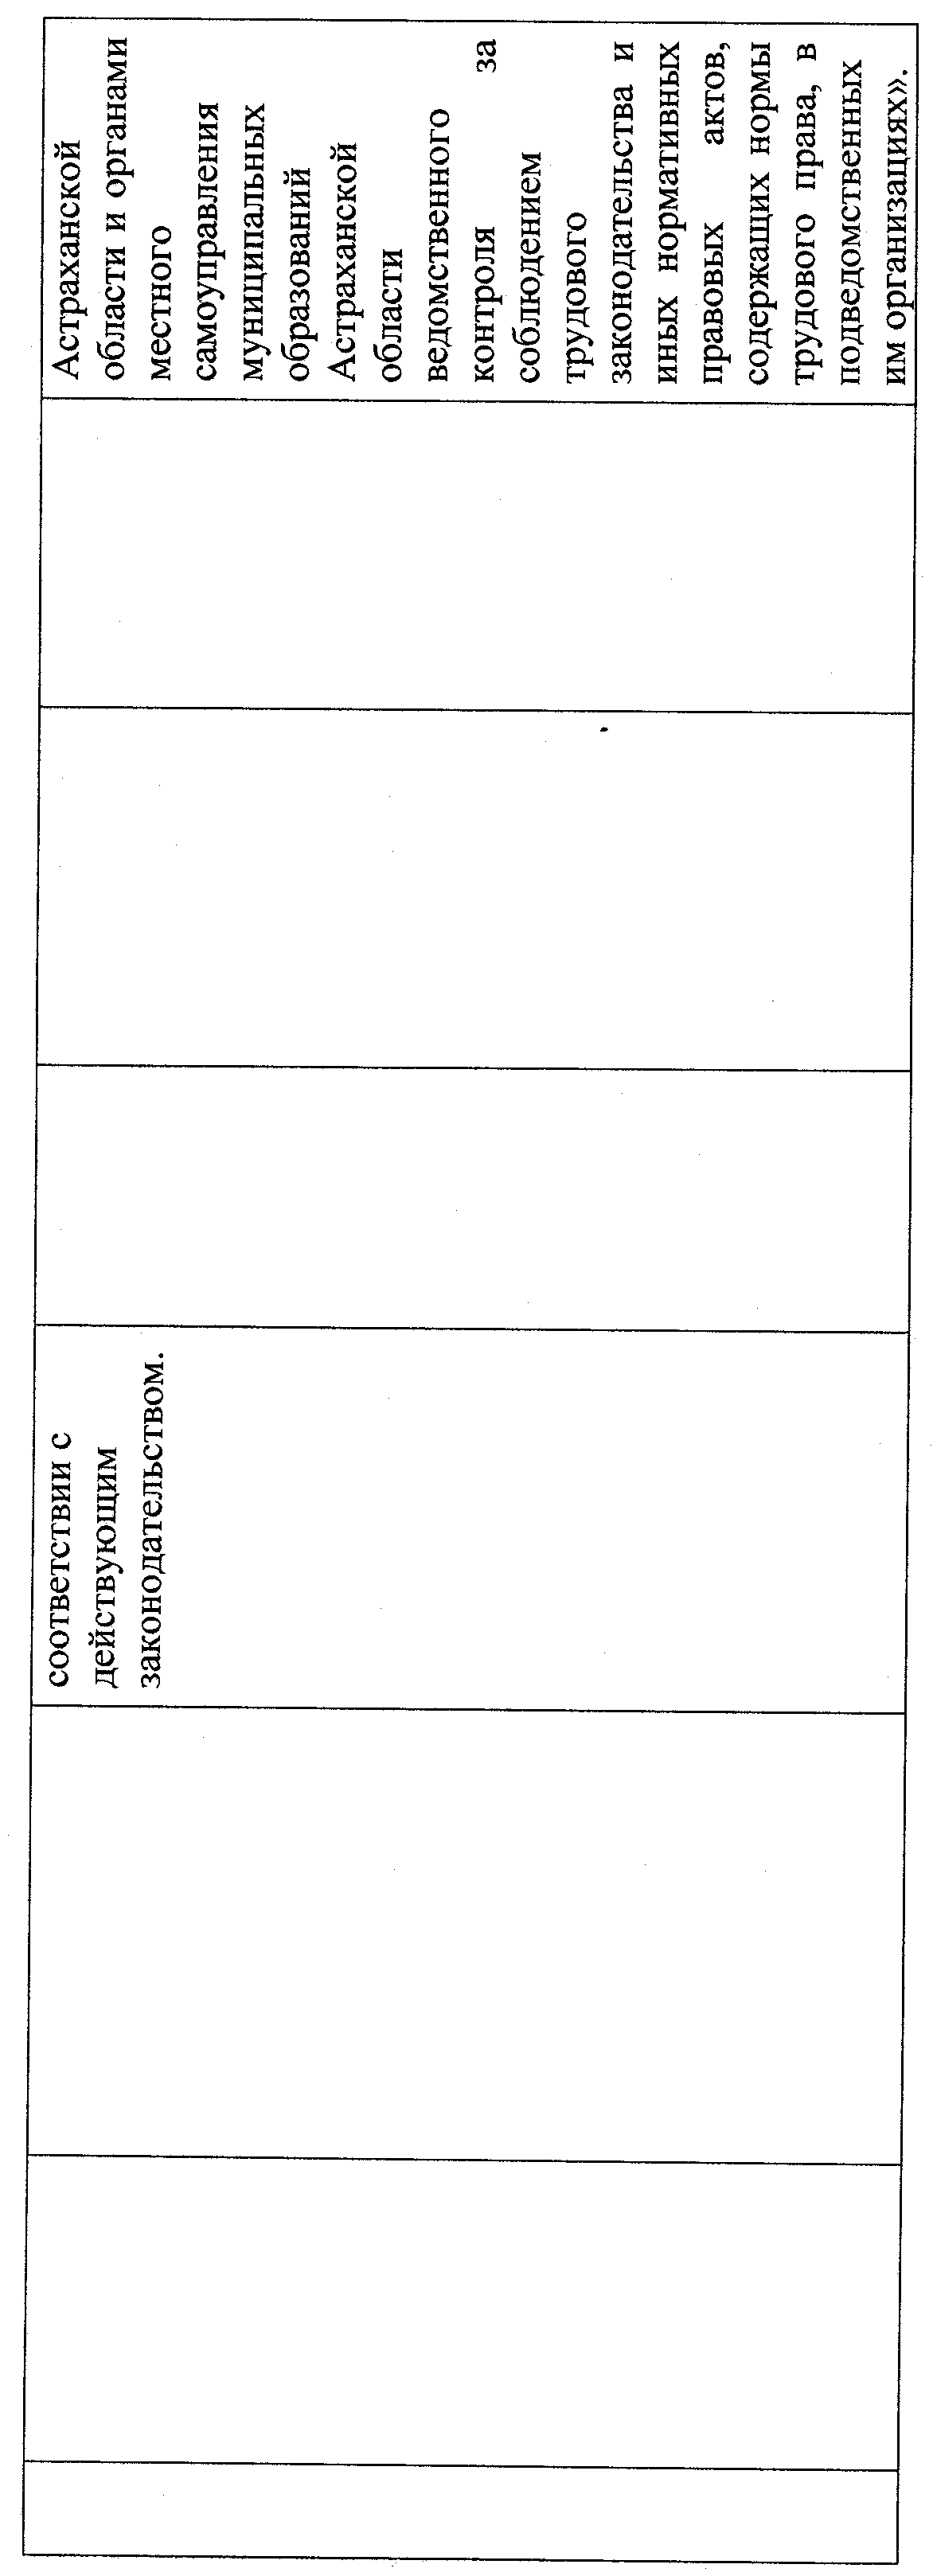 соответствии с
действующим
законодательством.
Астраханской
области и органами
местного
самоуправления
муниципальных
образований
Астраханской
области
ведомственного
контроля за
соблюдением
трудового
законодательства и
иных нормативных
правовых актов,
содержащих нормы
трудового права, в
подведомственных
им организациях».